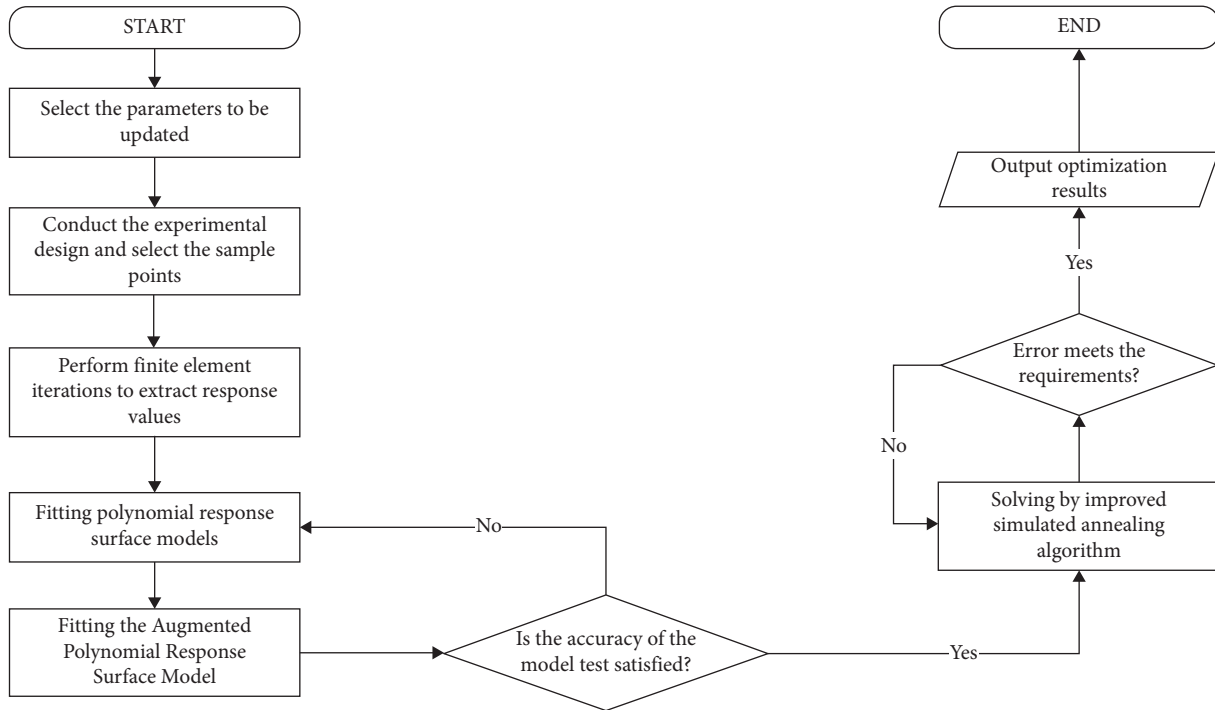 START
Select the parameters to be
updated
Conduct the experimental
design and select the sample
points
Perform finite element
iterations to extract response
values
Fitting polynomial response
surface models
Fitting the Augmented
Polynomial Response
Surface Model
No
Is the accuracy of the
model test satisfied?
Yes
END
Output optimization
results
Yes
Error meets the
requirements?
No
Solving by improved
simulated annealing
algorithm